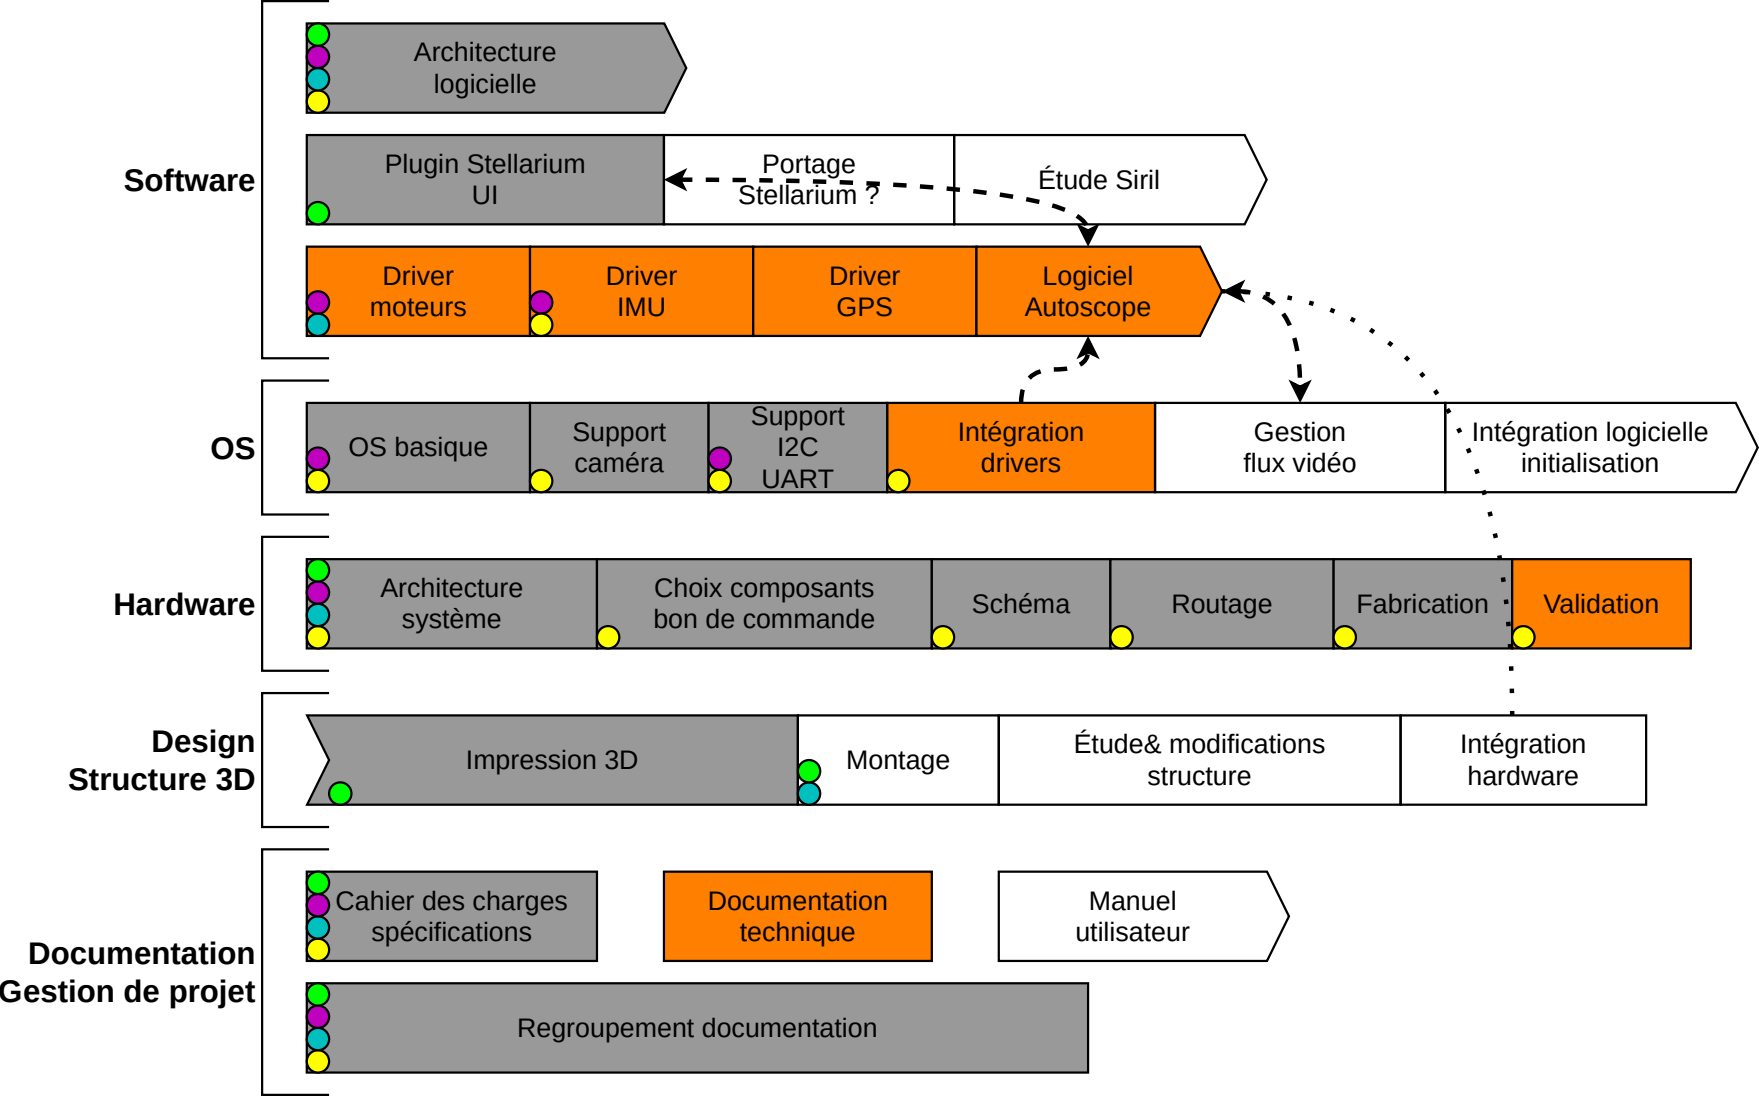 Software
Architecture
logicielle
Plugin Stellarium
UI
Portage
Stellarium ?
Étude Siril
Driver
moteurs
Driver
IMU
Driver
GPS
Logiciel
Autoscope
OS
OS basique
Support
caméra
Support
I2C
UART
Intégration
drivers
Gestion
flux vidéo
Intégration logicielle
initialisation
Hardware
Architecture
système
Choix composants
bon de commande
Schéma
Routage
Fabrication
Validation
Design
Structure 3D
Impression 3D
Montage
Étude& modifications
structure
Intégration
hardware
Documentation
Gestion de projet
Cahier des charges
spécifications
Documentation
technique
Manuel
utilisateur
Regroupement documentation